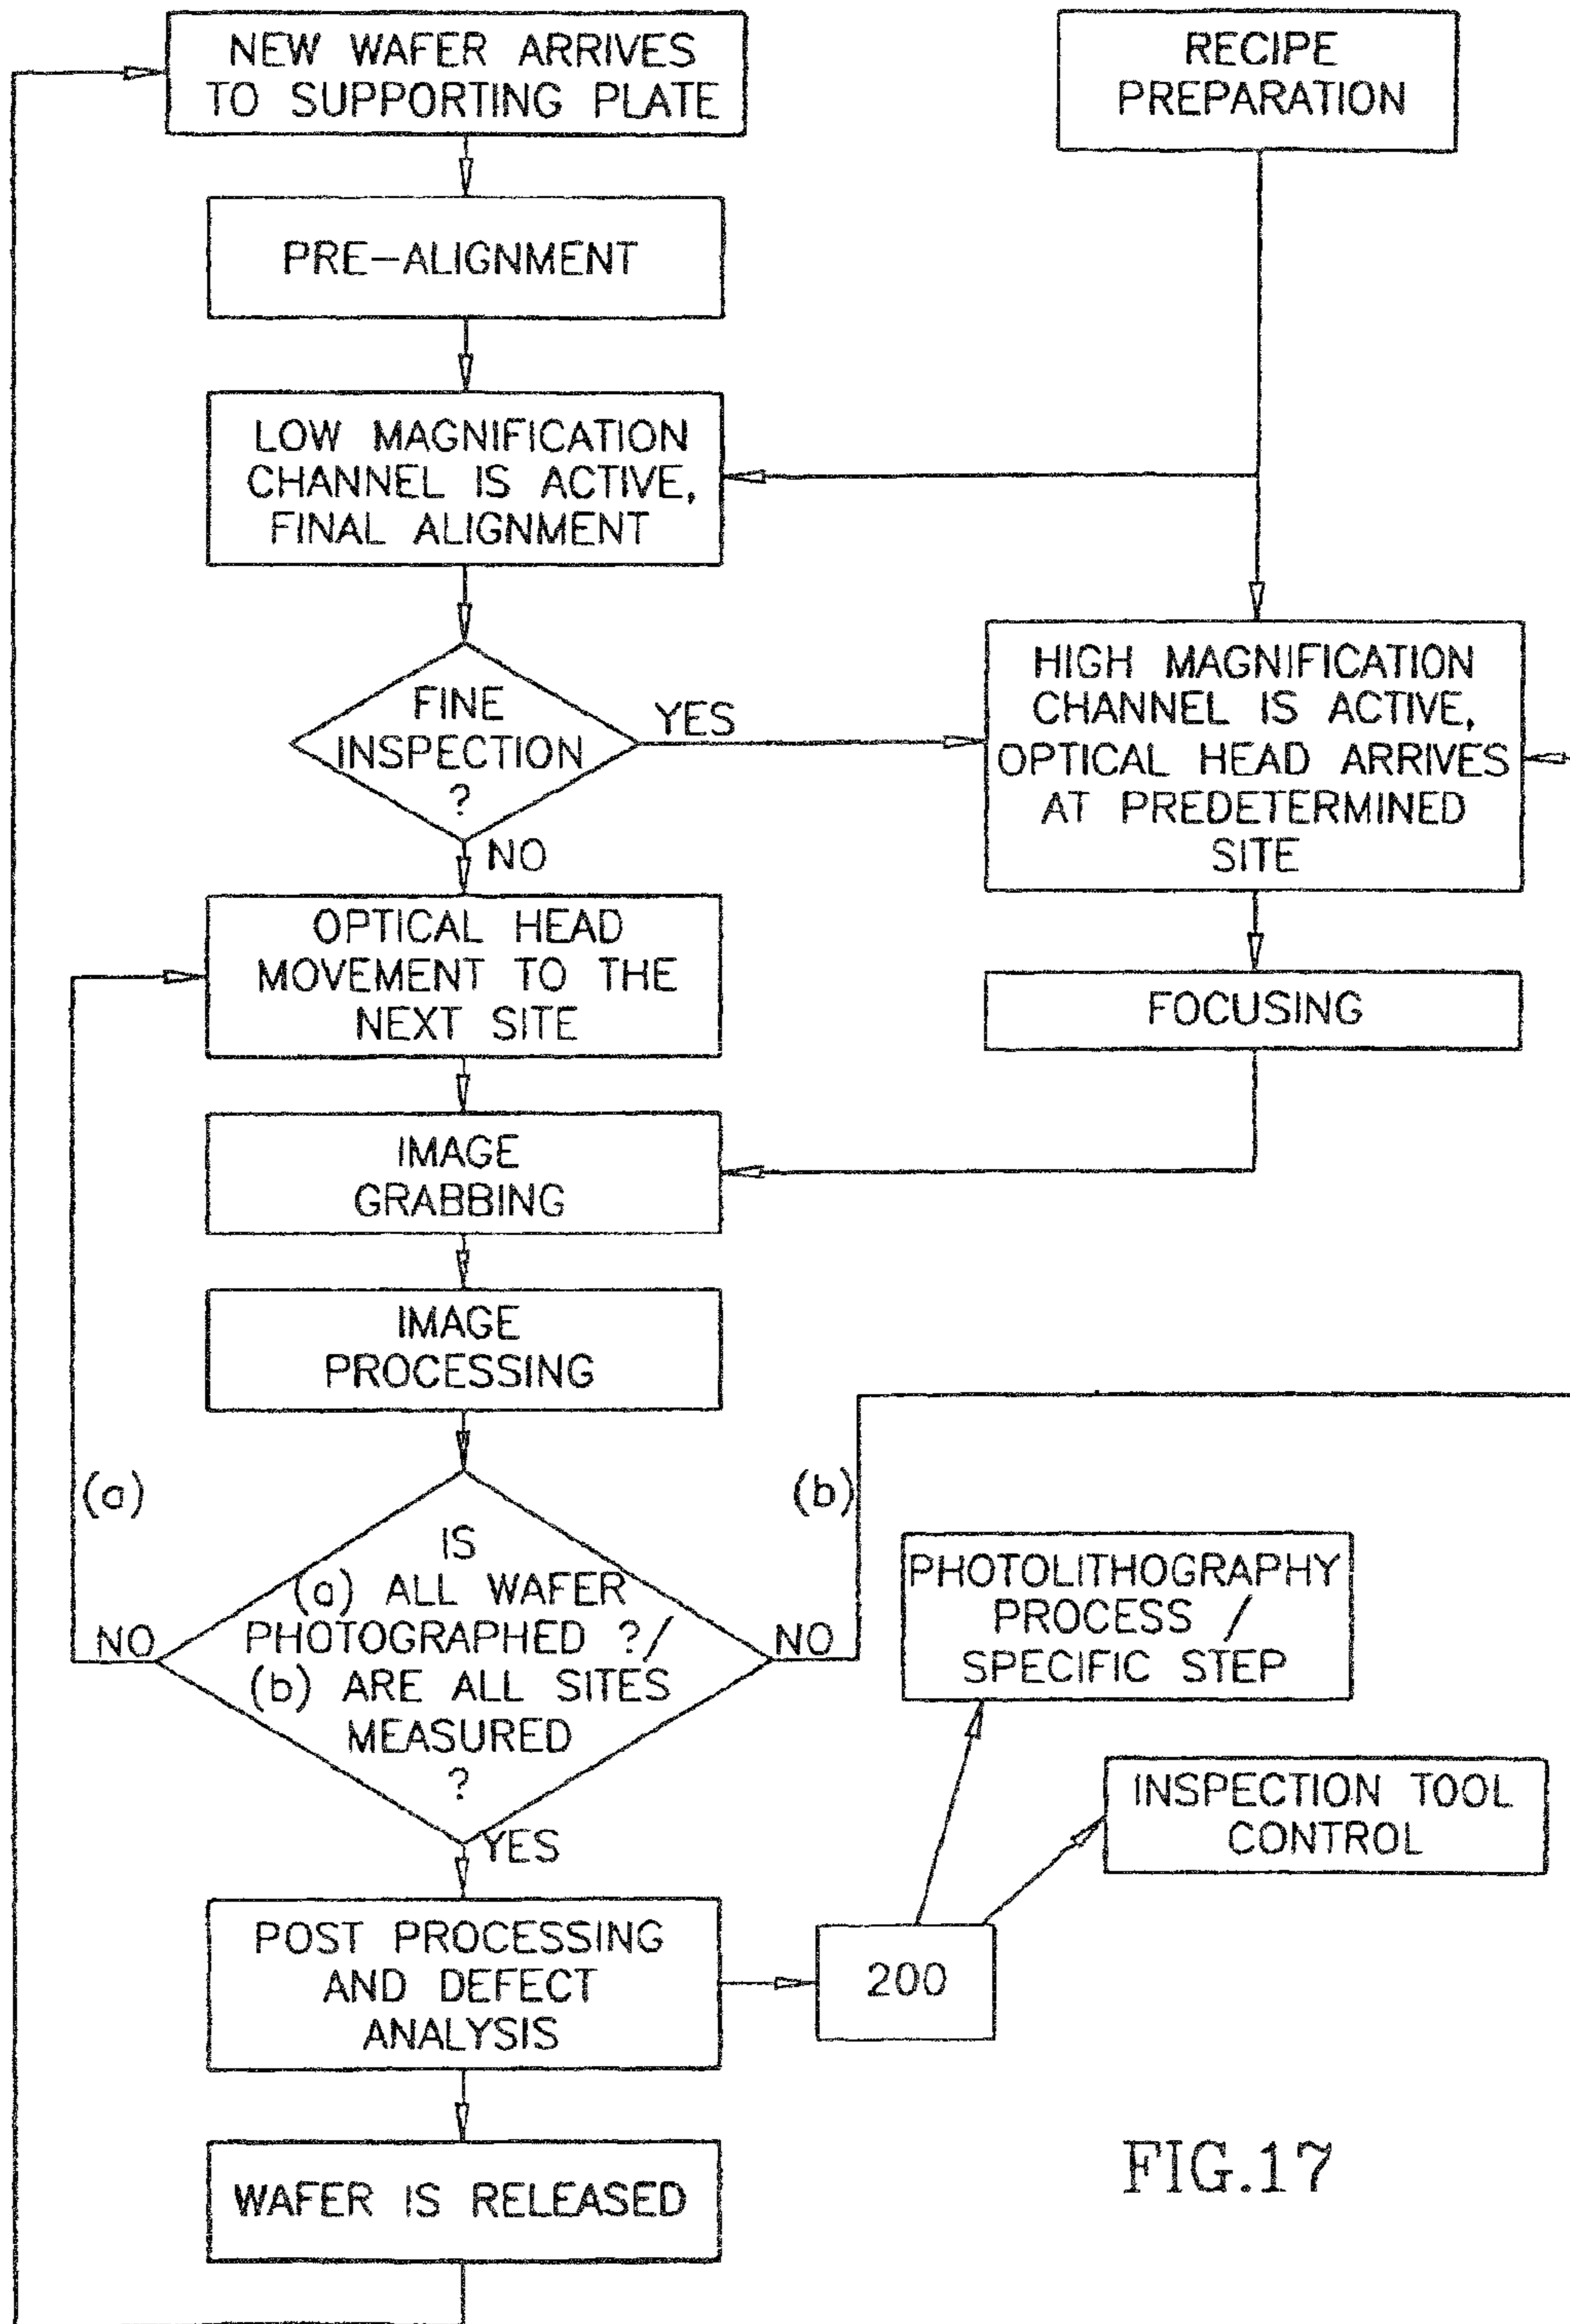 NEW WAFER ARRIVES
TO SUPPORTING PLATE
RECIPE
PREPARATION
PRE-ALIGNMENT
LOW MAGNIFICATION
CHANNEL IS ACTIVE,
FINAL ALIGNMENT
FINE
INSPECTION
?
YES
NO
HIGH MAGNIFICATION
CHANNEL IS ACTIVE,
OPTICAL HEAD ARRIVES
AT PREDETERMINED
SITE
OPTICAL HEAD
MOVEMENT TO THE
NEXT SITE
FOCUSING
IMAGE
GRABBING
IMAGE
PROCESSING
(a)
(b)
IS
(a) ALL WAFER
PHOTOGRAPHED ?/
(b) ARE ALL SITES
MEASURED
?
NO
NO
YES
PHOTOLITHOGRAPHY
PROCESS /
SPECIFIC STEP
INSPECTION TOOL
CONTROL
POST PROCESSING
AND DEFECT
ANALYSIS
200
WAFER IS RELEASED
FIG.17